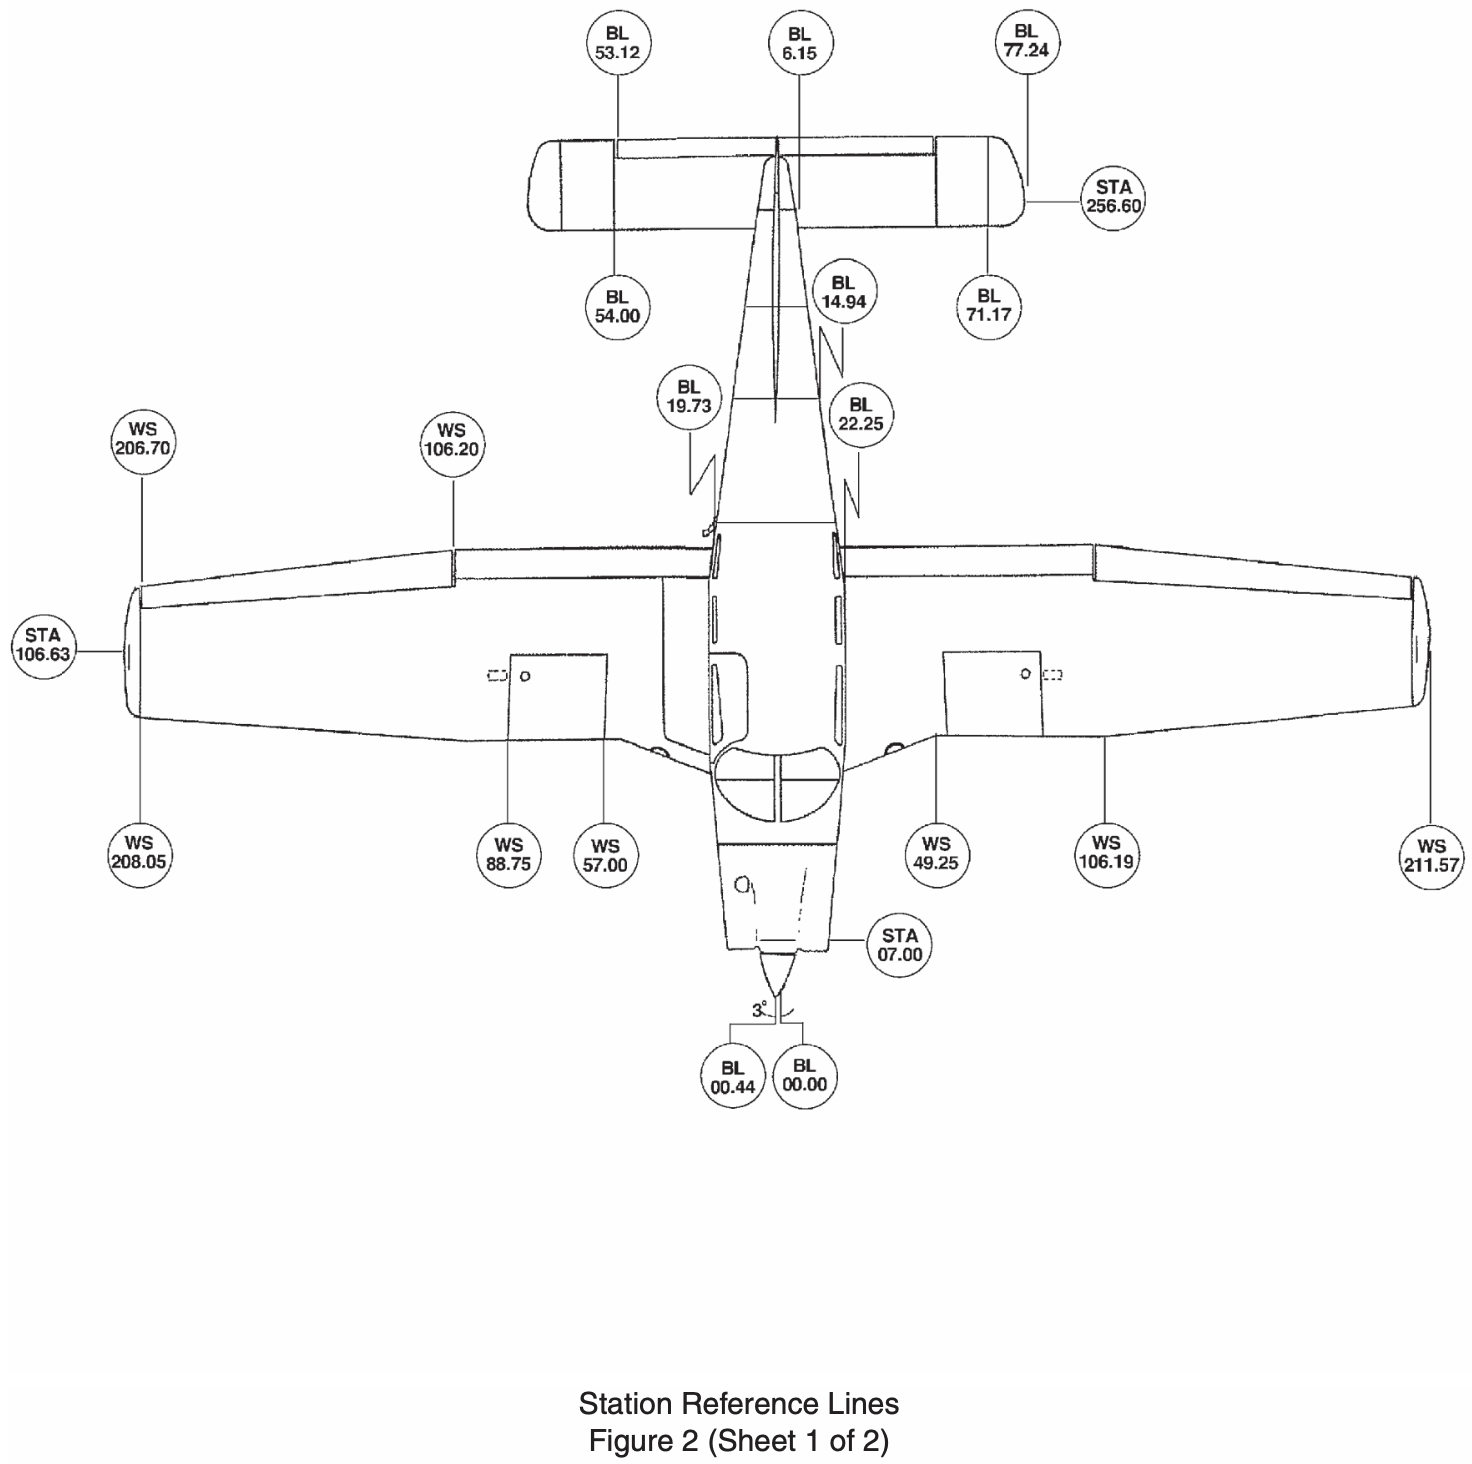 BL
53.12
BL
6.15
BL
77.24
STA
256.60
BL
54.00
BL
14.94
BL
71.17
BL
19.73
BL
22.25
WS
206.70
WS
106.20
STA
106.63
WS
208.05
WS
88.75
WS
57.00
WS
49.25
WS
106.19
WS
211.57
STA
07.00
3°
BL
00.44
BL
00.00
Station Reference Lines
Figure 2 (Sheet 1 of 2)